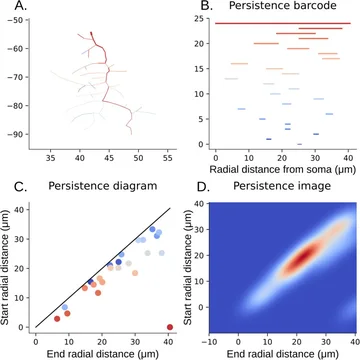 A.
−50
−60
−70
−80
−90
35 45 50 55
B. Persistence barcode
25
20
15
10
5
0
0 10 20 30 40
Radial distance from soma (μm)
C. Persistence diagram
Start radial distance (μm)
40
30
20
10
0
0 10 20 30 40
End radial distance (μm)
D. Persistence image
Start radial distance (μm)
40
30
20
10
0
−10 0 10 20 30 40
End radial distance (μm)